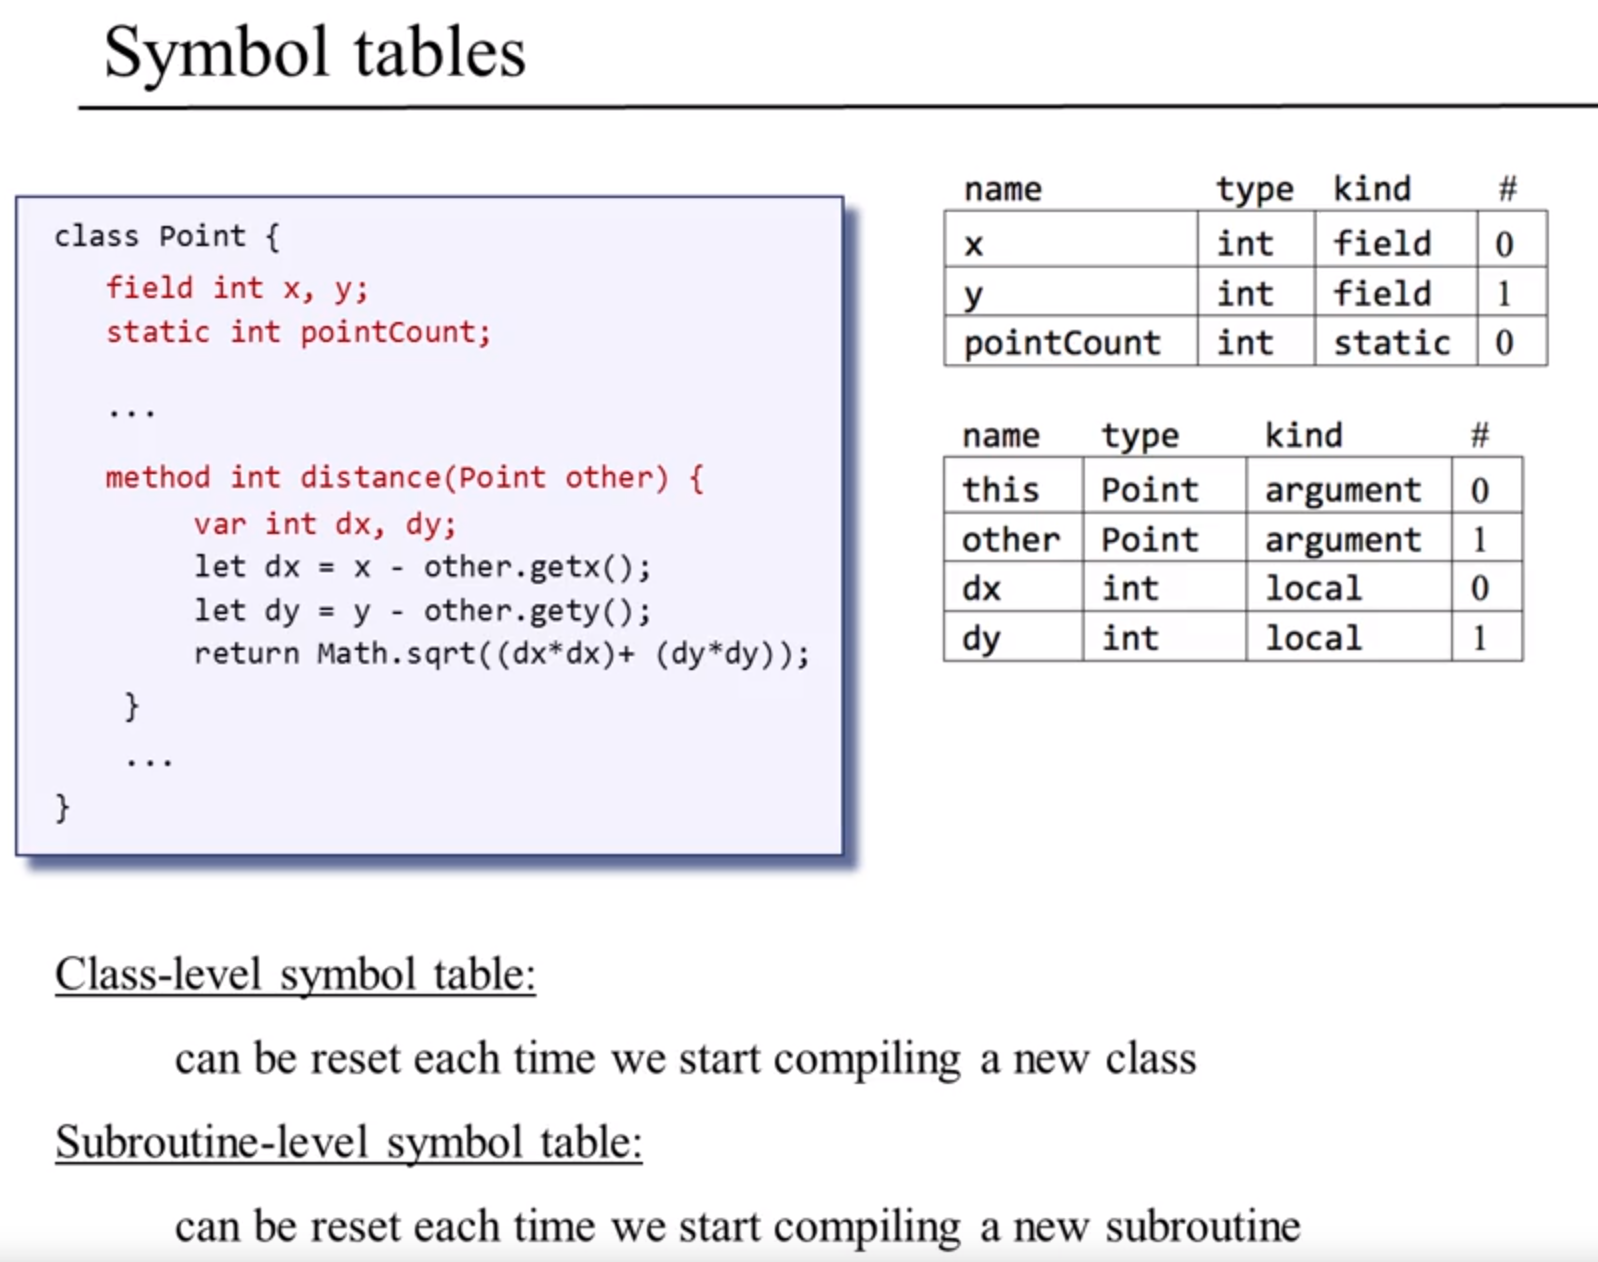 Symbol tables
class Point {
field int x, y;
static int pointCount;
...
method int distance(Point other) {
var int dx, dy;
let dx = x - other.getx();
let dy = y - other.gety();
return Math.sqrt((dx*dx)+ (dy*dy));
}
...
}
name type kind #
x int field 0
y int field 1
pointCount int static 0
name type kind #
this Point argument 0
other Point argument 1
dx int local 0
dy int local 1
Class-level symbol table:
can be reset each time we start compiling a new class
Subroutine-level symbol table:
can be reset each time we start compiling a new subroutine